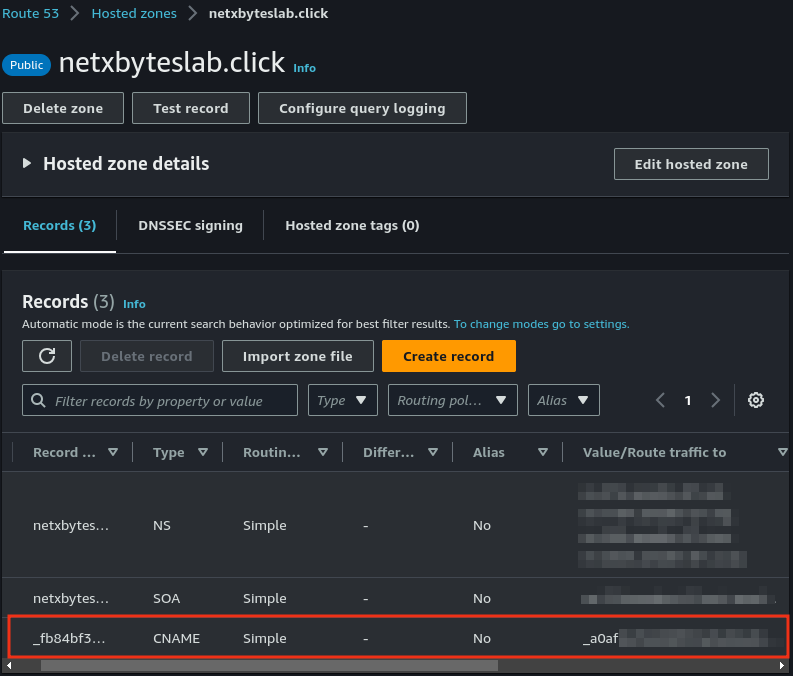 Route 53 > Hosted zones > netxbyteslab.click
Public netxbyteslab.click Info
Delete zone Test record Configure query logging
Hosted zone details Edit hosted zone
Records (3) DNSSEC signing Hosted zone tags (0)
Records (3) Info
Automatic mode is the current search behavior optimized for best filter results. To change modes go to settings.
Delete record Import zone file Create record
Filter records by property or value Type Routing pol... Alias 1
Record ... Type Routin... Differ... Alias Value/Route traffic to
netxbytes... NS Simple - No
netxbytes... SOA Simple - No
_fb84bf3... CNAME Simple - No _a0af